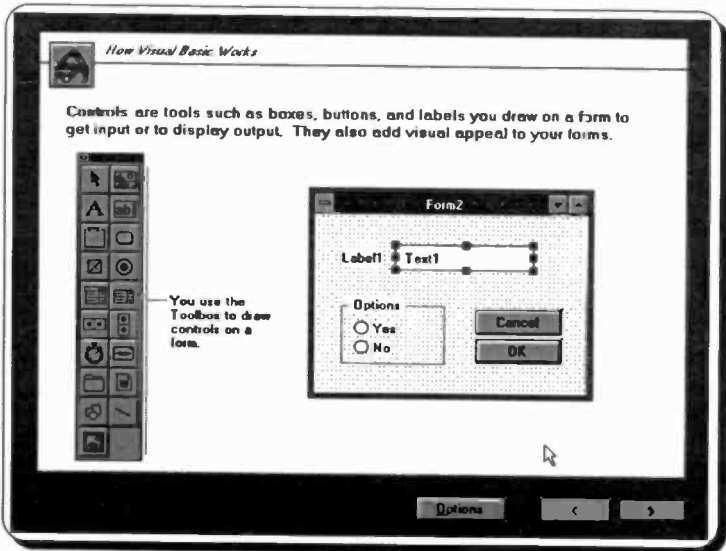 How Visual Basic Works
Controls are tools such as boxes, buttons, and labels you draw on a form to
get input or to display output. They also add visual appeal to your forms.
A
ab
You use the
Toolbox to draw
controls on a
form.
Form2
Label1
Text1
Options
Yes
No
Cancel
OK
Options
<
>